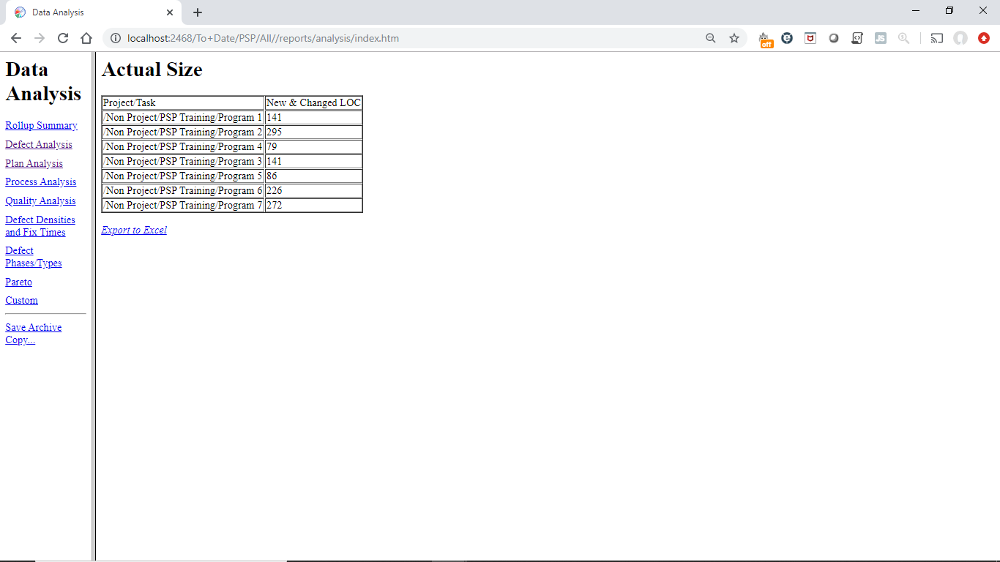 Data Analysis
localhost:2468/To+Date/PSP/All//reports/analysis/index.htm
off
JS
Data
Analysis
Rollup Summary
Defect Analysis
Plan Analysis
Process Analysis
Quality Analysis
Defect Densities
and Fix Times
Defect
Phases/Types
Pareto
Custom
Save Archive
Copy...
Actual Size
Project/Task New & Changed LOC
/Non Project/PSP Training/Program 1 141
/Non Project/PSP Training/Program 2 295
/Non Project/PSP Training/Program 4 79
/Non Project/PSP Training/Program 3 141
/Non Project/PSP Training/Program 5 86
/Non Project/PSP Training/Program 6 226
/Non Project/PSP Training/Program 7 272
Export to Excel